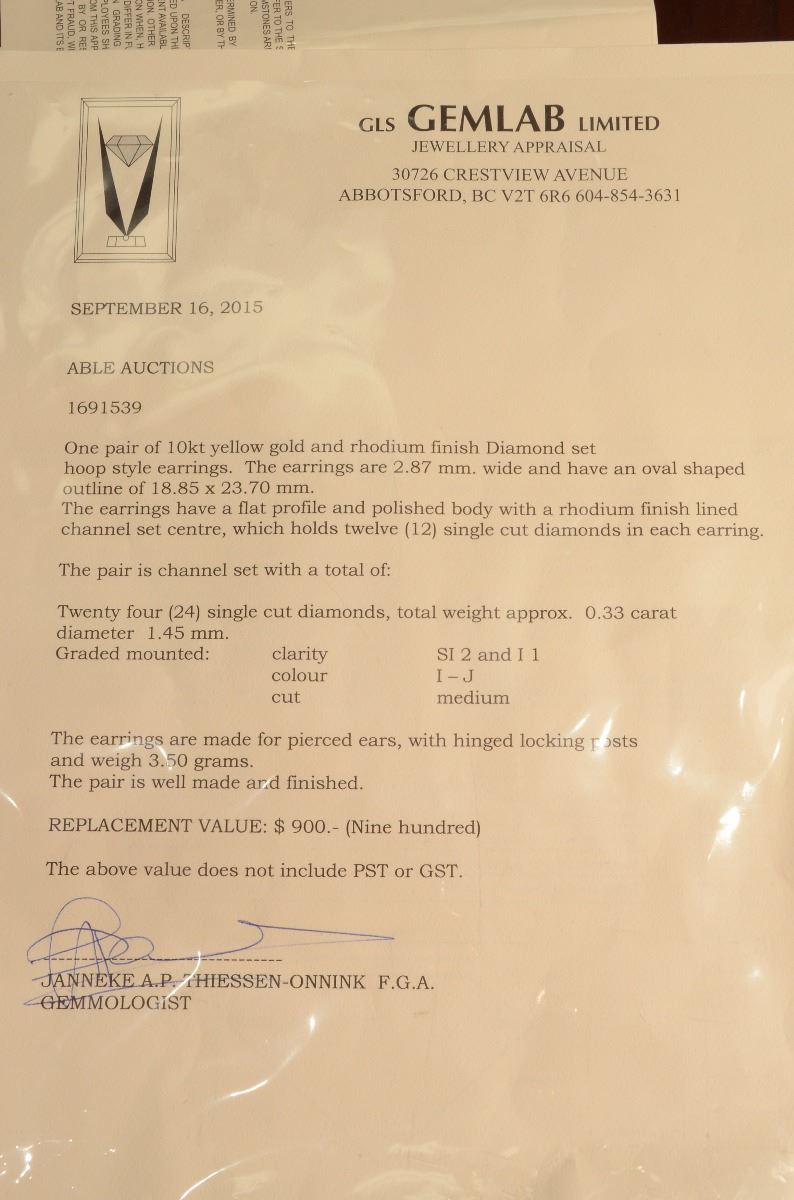 GLS GEMLAB LIMITED
JEWELLERY APPRAISAL
30726 CRESTVIEW AVENUE
ABBOTSFORD, BC V2T 6R6 604-854-3631
SEPTEMBER 16, 2015
ABLE AUCTIONS
1691539
One pair of 10kt yellow gold and rhodium finish Diamond set
hoop style earrings. The earrings are 2.87 mm. wide and have an oval shaped
outline of 18.85 x 23.70 mm.
The earrings have a flat profile and polished body with a rhodium finish lined
channel set centre, which holds twelve (12) single cut diamonds in each earring.
The pair is channel set with a total of:
Twenty four (24) single cut diamonds, total weight approx. 0.33 carat
diameter 1.45 mm.
Graded mounted: clarity SI 2 and I 1
colour I – J
cut medium
The earrings are made for pierced ears, with hinged locking posts
and weigh 3.50 grams.
The pair is well made and finished.
REPLACEMENT VALUE: $ 900.- (Nine hundred)
The above value does not include PST or GST.
JANNEKE A.P. THIESSEN-ONNINK F.G.A.
GEMMOLOGIST